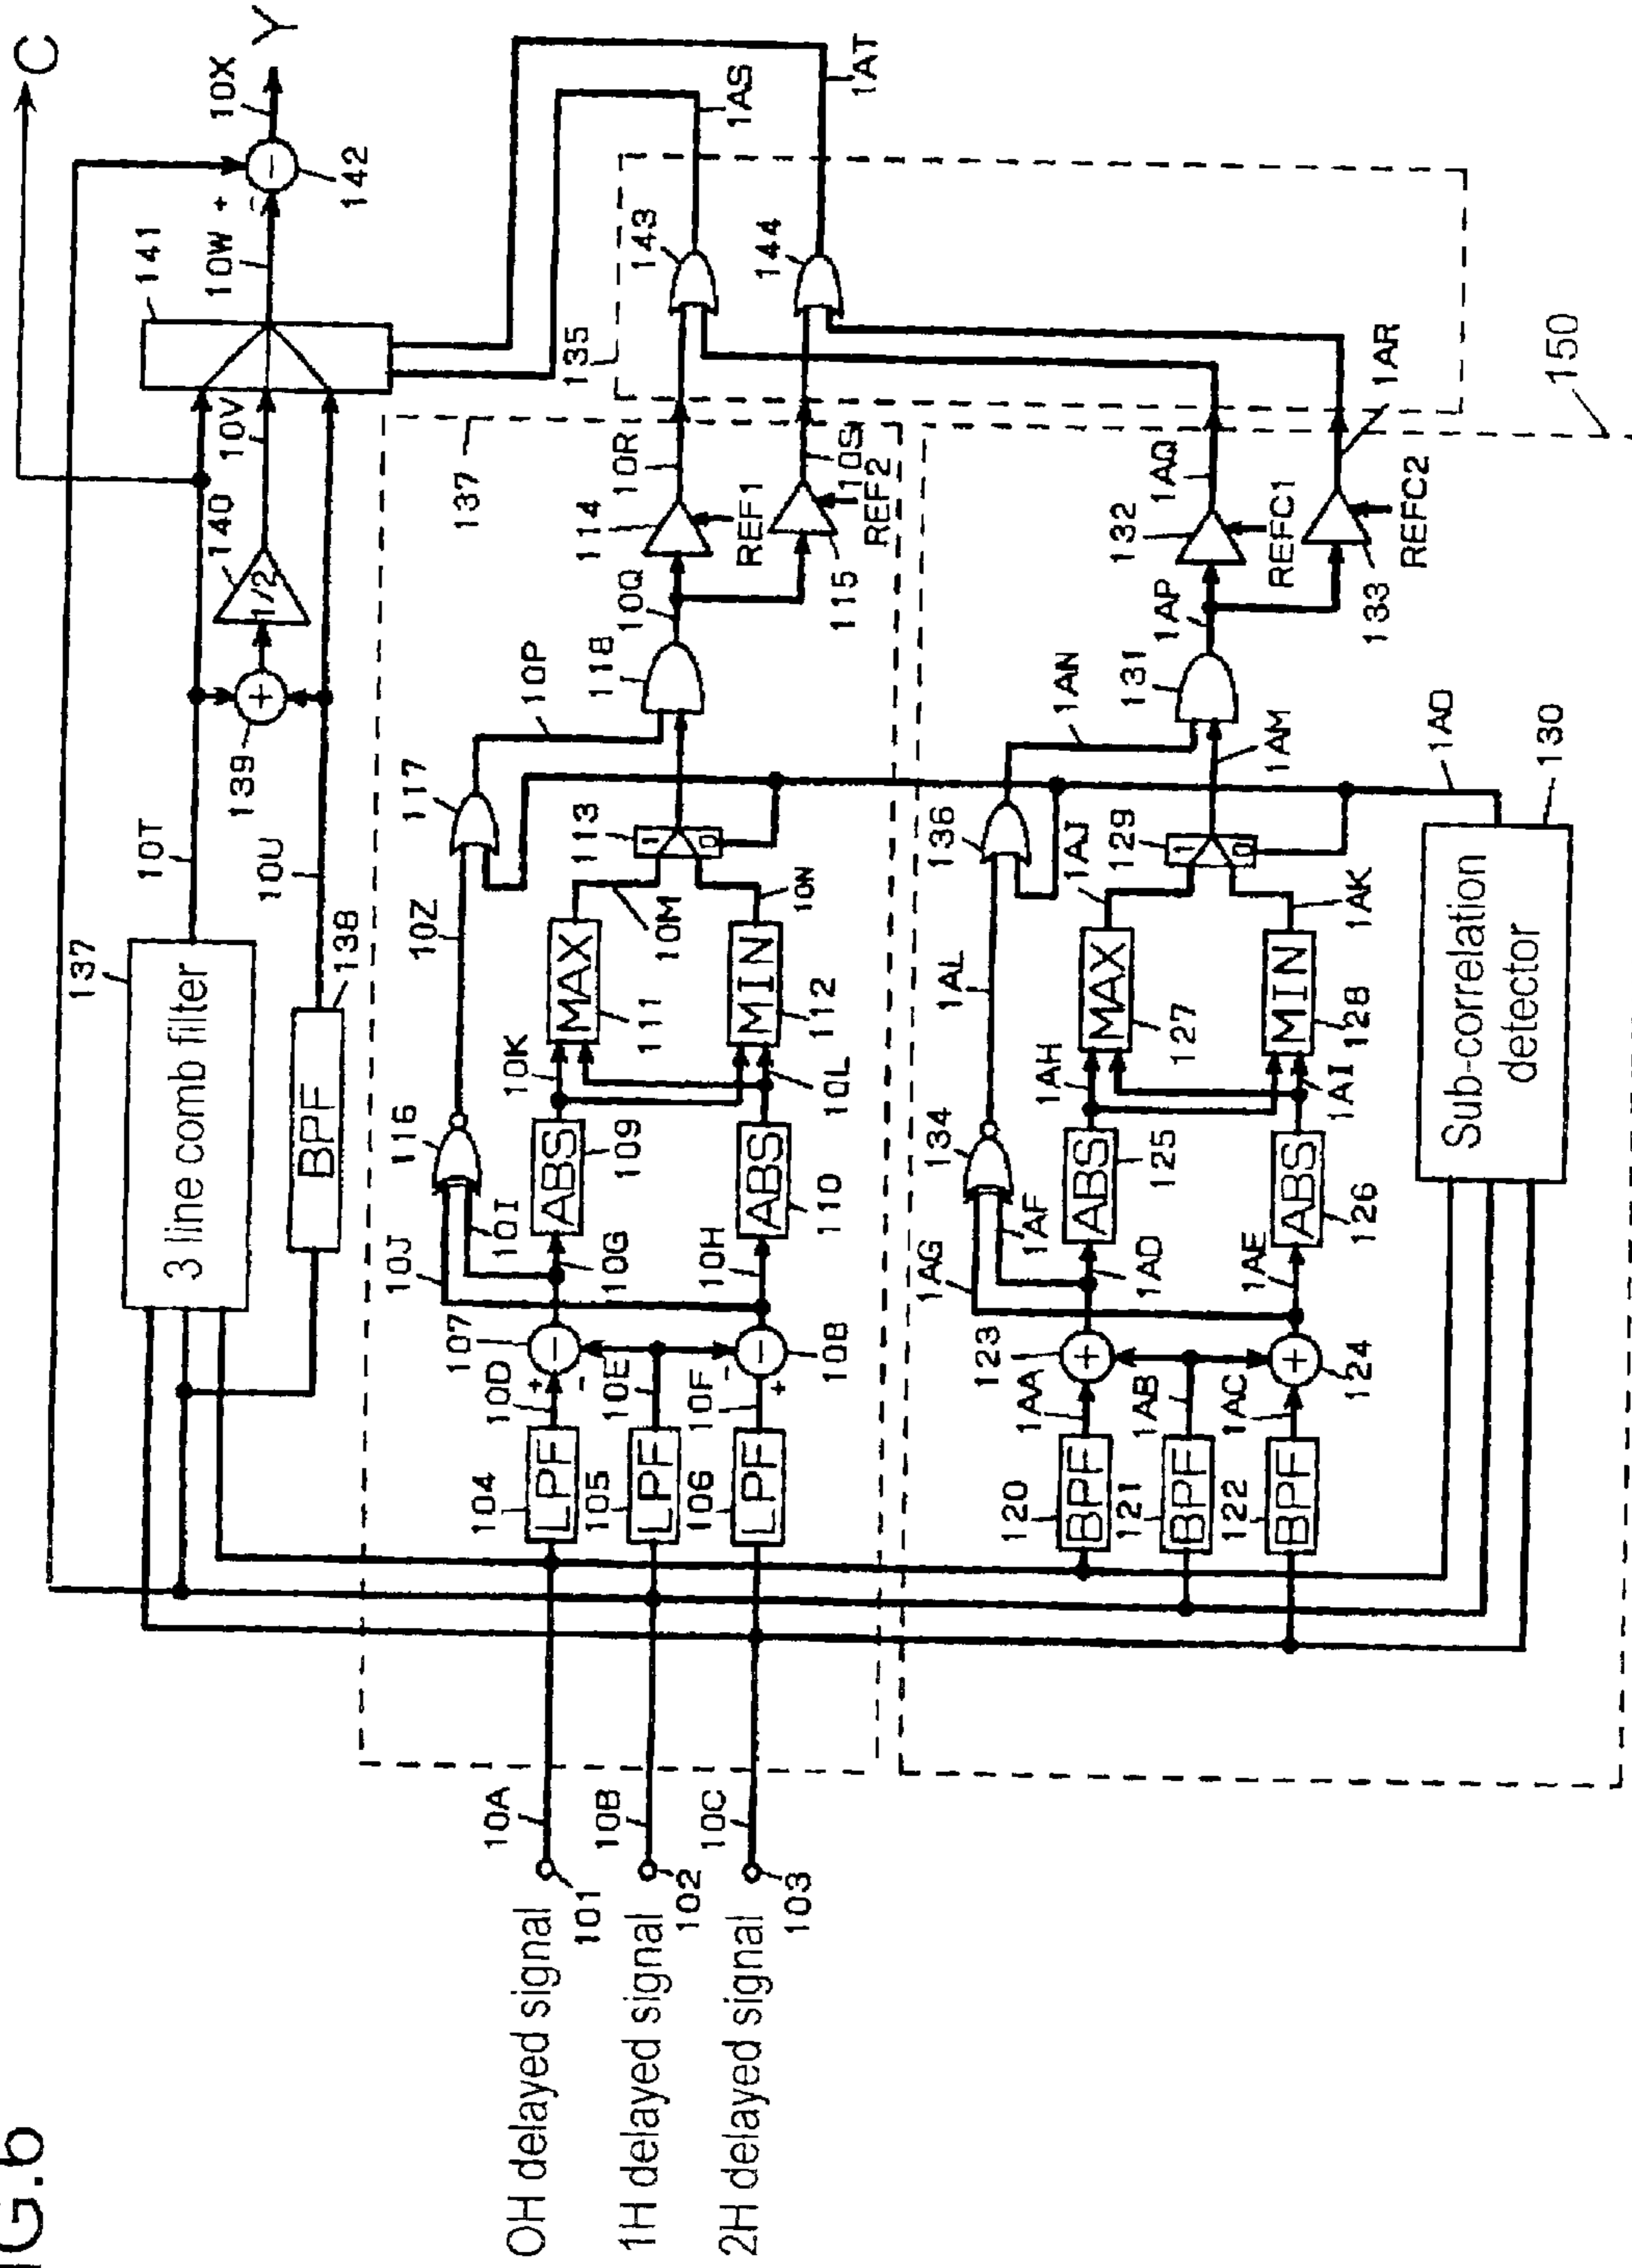 IG.6
C
Y
10X
142
10W + -
141
10V
140
1/2
139
+
-
10T
10U
137
3 line comb filter
138
BPF
1AS
1AT
135
143
144
137
10R
10S
114
REF1
REF2
115
10Q
118
10P
117
10Z
113
1
0
10M
10N
MAX
111
MIN
112
10K
10L
116
10J
10I
ABS
109
ABS
110
10G
10H
107
-
108
-
10D
+
-
10E
10F
-
+
104
LPF
105
LPF
106
LPF
10A
10B
10C
0H delayed signal
101
1H delayed signal
102
2H delayed signal
103
150
1AR
1AQ
132
REFC1
REFC2
133
1AP
131
1AN
1AM
136
1AL
129
1
0
1AJ
1AK
MAX
127
MIN
128
1AH
1AI
134
1AG
1AF
ABS
125
ABS
126
1AD
1AE
123
+
124
+
1AA
1AB
1AC
120
BPF
121
BPF
122
BPF
1AO
130
Sub-correlation
detector